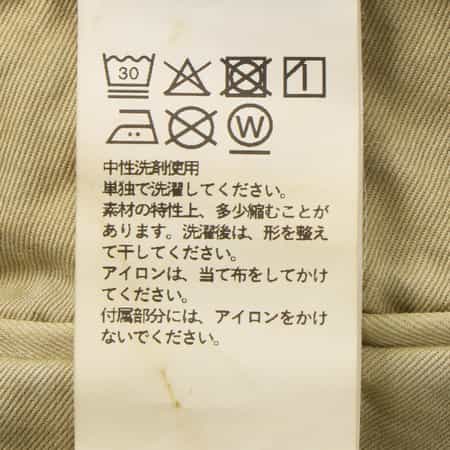 30
W
中性洗剤使用
単独で洗濯してください。
素材の特性上、多少縮むことが
あります。洗濯後は、形を整え
て干してください。
アイロンは、当て布をしてかけ
てください。
付属部分には、アイロンをかけ
ないでください。